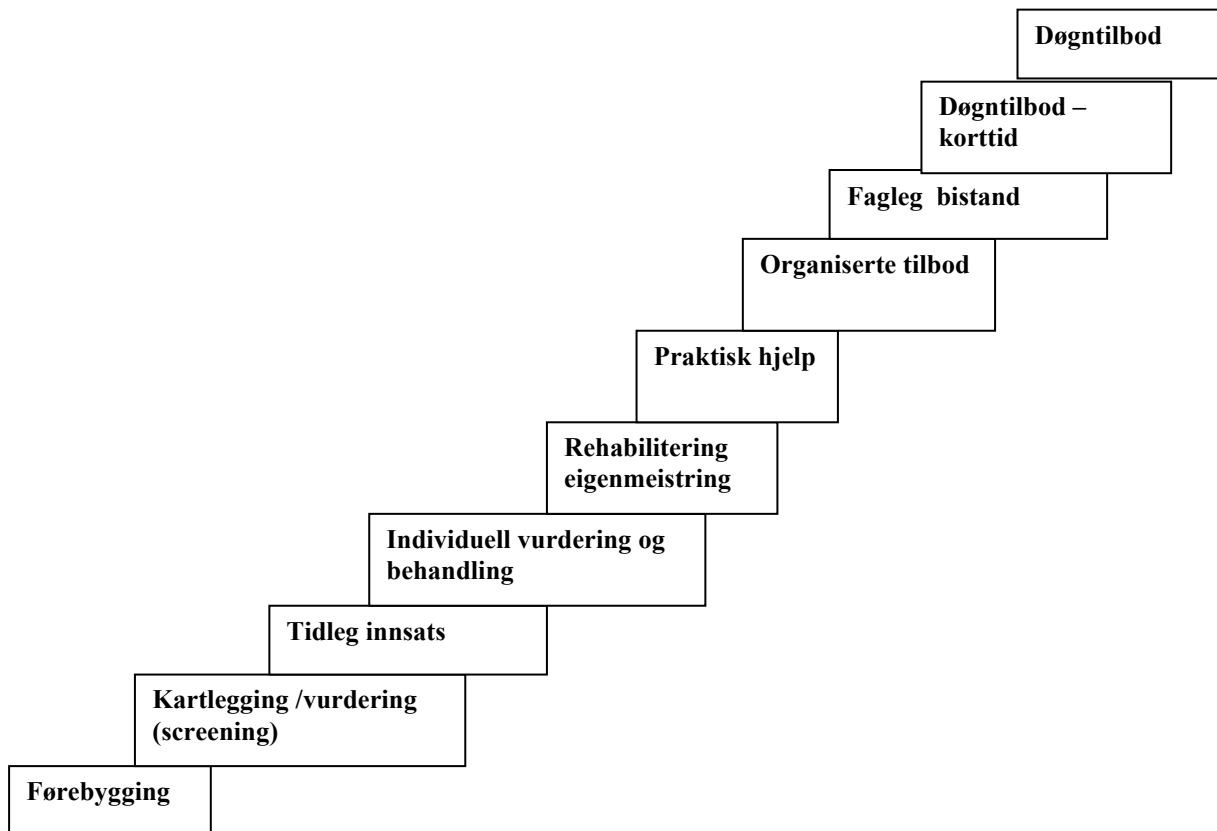 Døgntilbod
Døgntilbod –
korttid
Fagleg  bistand
Organiserte tilbod
Praktisk hjelp
Rehabilitering
eigenmeistring
Individuell vurdering og
behandling
Tidleg innsats
Kartlegging /vurdering
(screening)
Førebygging